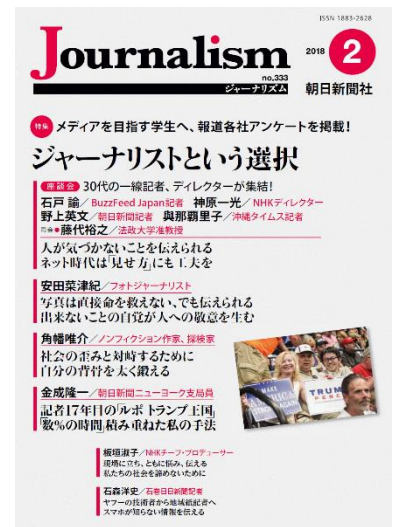 ISSN 1883-2628
Journalism
no.333
ジャーナリズム
2018 2
朝日新聞社
特集 メディアを目指す学生へ、報道各社アンケートを掲載！
ジャーナリストという選択
座談会 30代の一線記者、ディレクターが集結！
石戸 諭／BuzzFeed Japan記者 神原一光／NHKディレクター
野上英文／朝日新聞記者 與那覇里子／沖縄タイムス記者
司会●藤代裕之／法政大学准教授
人が気づかないことを伝えられる
ネット時代は「見せ方」にも工夫を
安田菜津紀／フォトジャーナリスト
写真は直接命を救えない、でも伝えられる
出来ないことの自覚が人への敬意を生む
角幡唯介／ノンフィクション作家、探検家
社会の歪みと対峙するために
自分の背骨を太く鍛える
金成隆一／朝日新聞ニューヨーク支局員
記者17年目の「ルポ トランプ王国」
「数%の時間」積み重ねた私の手法
MAKE
AMERICA
TRUMP
PENCE
板垣淑子／NHKチーフ・プロデューサー
現場に立ち、ともに悩み、伝える
私たちの社会を諦めないために
石森洋史／石巻日日新聞記者
ヤフーの技術者から地域紙記者へ
スマホが知らない情報を伝える